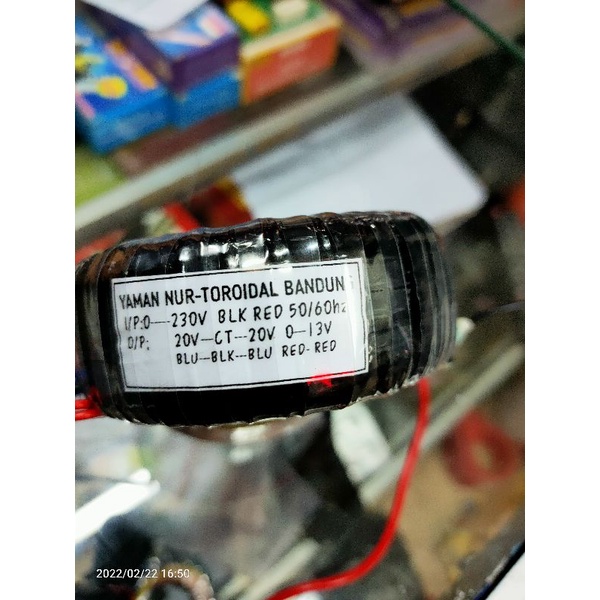 YAMAN NUR-TOROIDAL BANDUNG
I/P:0----230V BLK RED 50/60hz
O/P: 20V---CT---20V 0--13V
BLU---BLK---BLU RED-RED
2022/02/22 16:50